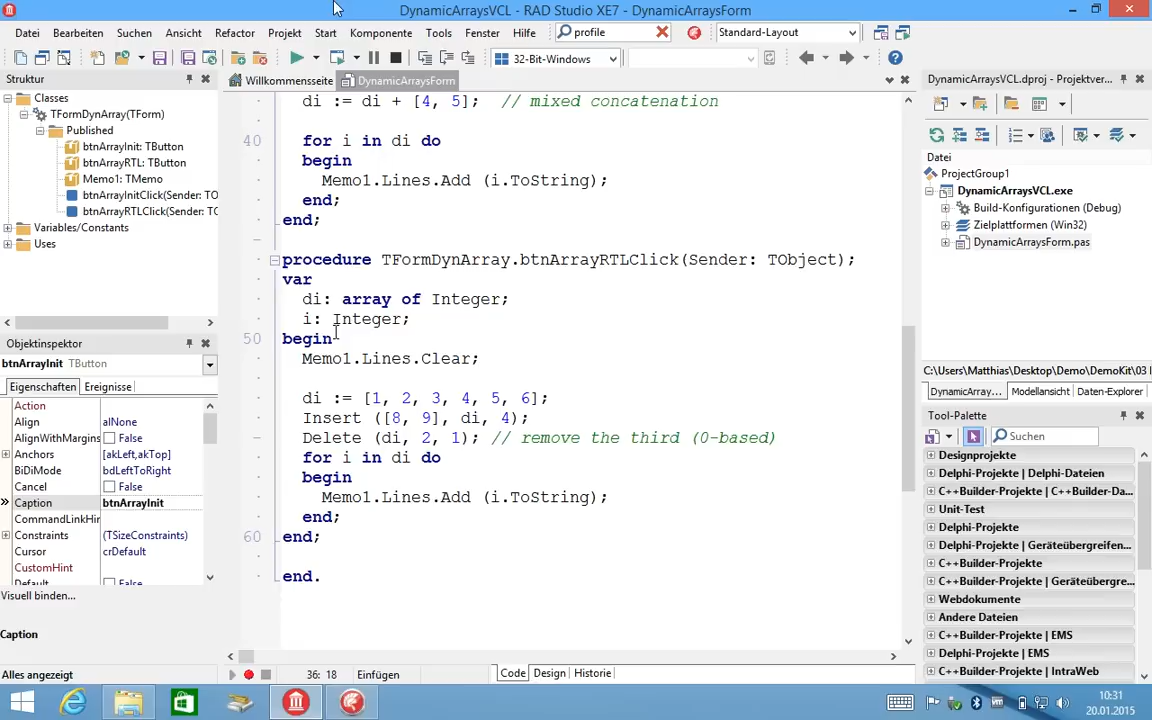 DynamicArraysVCL - RAD Studio XE7 - DynamicArraysForm
Datei Bearbeiten Suchen Ansicht Refactor Projekt Start Komponente Tools Fenster Hilfe profile Standard-Layout
32-Bit-Windows
Struktur
Willkommensseite DynamicArraysForm
DynamicArraysVCL.dproj - Projektver...
Classes
TFormDynArray(TForm)
Published
btnArrayInit: TButton
btnArrayRTL: TButton
Memo1: TMemo
btnArrayInitClick(Sender: TO
btnArrayRTLClick(Sender: TO
Variables/Constants
Uses
di := di + [4, 5]; // mixed concatenation
40 for i in di do
begin
Memo1.Lines.Add (i.ToString);
end;
end;
procedure TFormDynArray.btnArrayRTLClick(Sender: TObject);
var
di: array of Integer;
i: Integer;
50 begin
Memo1.Lines.Clear;
di := [1, 2, 3, 4, 5, 6];
Insert ([8, 9], di, 4);
Delete (di, 2, 1); // remove the third (0-based)
for i in di do
begin
Memo1.Lines.Add (i.ToString);
end;
60 end;
end.
Datei
ProjectGroup1
DynamicArraysVCL.exe
Build-Konfigurationen (Debug)
Zielplattformen (Win32)
DynamicArraysForm.pas
C:\Users\Matthias\Desktop\Demo\DemoKit\03 l
DynamicArray... Modellansicht Daten-Explorer
Objektinspektor
btnArrayInit TButton
Eigenschaften Ereignisse
Action
Align alNone
AlignWithMargins False
Anchors [akLeft,akTop]
BiDiMode bdLeftToRight
Cancel False
Caption btnArrayInit
CommandLinkHir
Constraints (TSizeConstraints)
Cursor crDefault
CustomHint
Default False
Visuell binden...
Caption
Alles angezeigt
Tool-Palette
Suchen
Designprojekte
Delphi-Projekte | Delphi-Dateien
C++Builder-Projekte | C++Builder-Da...
Unit-Test
Delphi-Projekte
Delphi-Projekte | Geräteübergreifen...
C++Builder-Projekte
C++Builder-Projekte | Geräteübergre...
Webdokumente
Andere Dateien
C++Builder-Projekte | EMS
Delphi-Projekte | EMS
C++Builder-Projekte | IntraWeb
36: 18 Einfügen Code Design Historie
10:31
20.01.2015